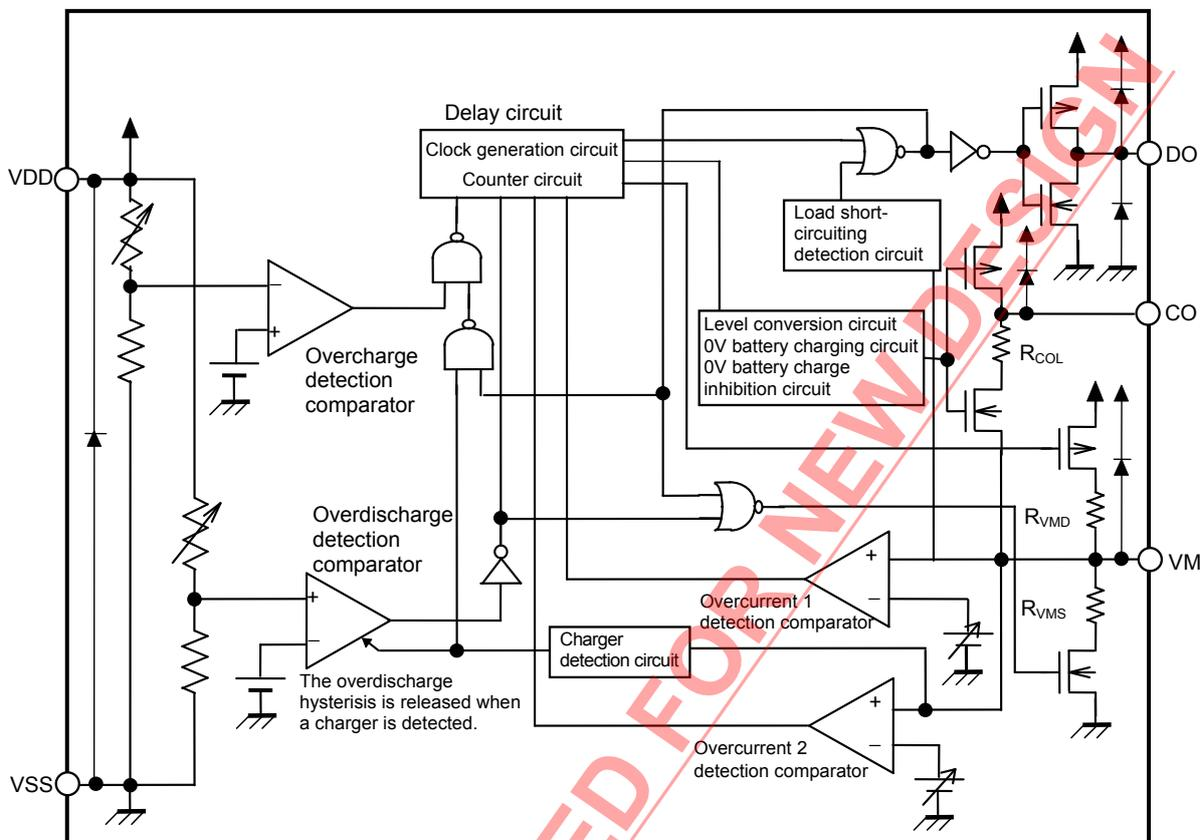 Delay circuit
Clock generation circuit
Counter circuit
DO
VDD
Load short-
circuiting
detection circuit
CO
Level conversion circuit
0V battery charging circuit
0V battery charge
inhibition circuit
RCOL
Overcharge
detection
comparator
−
+
Overdischarge
detection
comparator
RVMD
+
−
VM
Overcurrent 1
detection comparator
RVMS
+
−
Charger
detection circuit
The overdischarge
hysterisis is released when
a charger is detected.
+
−
Overcurrent 2
detection comparator
VSS
ED FOR NEW DESIGN